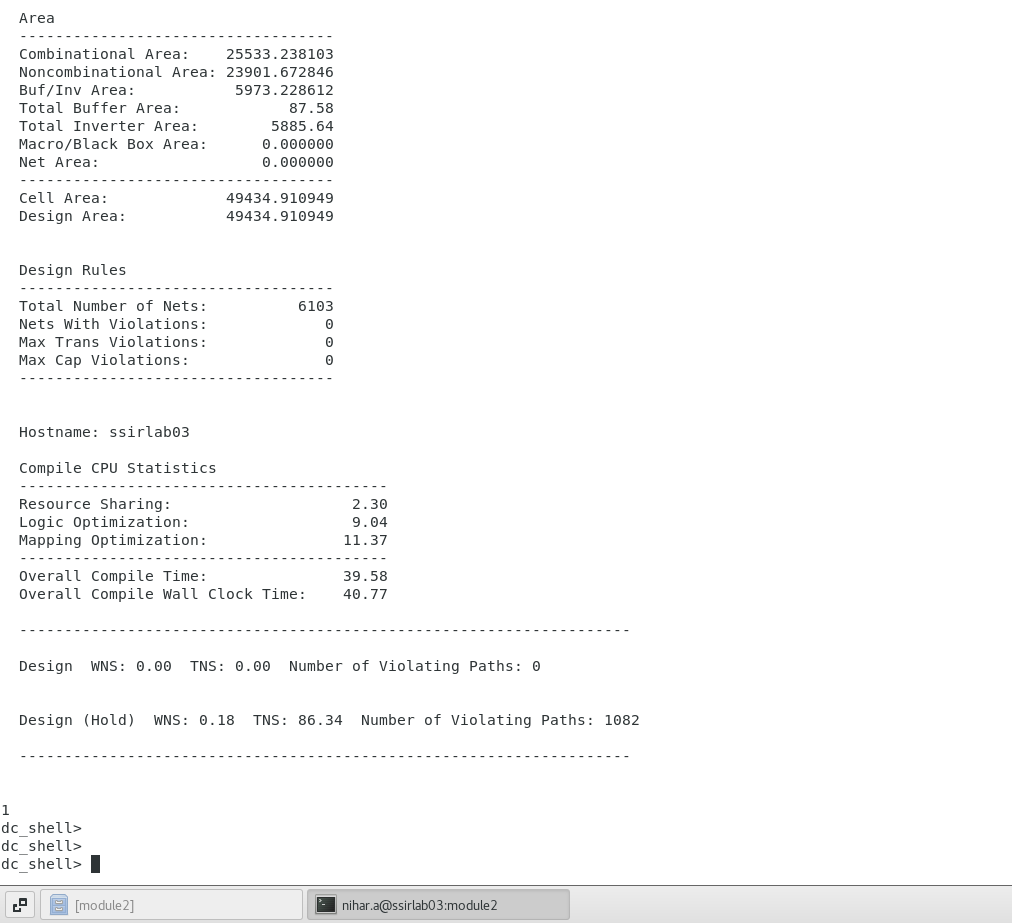 Area
-----------------------------------
Combinational Area:    25533.238103
Noncombinational Area: 23901.672846
Buf/Inv Area:           5973.228612
Total Buffer Area:            87.58
Total Inverter Area:        5885.64
Macro/Black Box Area:      0.000000
Net Area:                  0.000000
-----------------------------------
Cell Area:             49434.910949
Design Area:           49434.910949
Design Rules
-----------------------------------
Total Number of Nets:          6103
Nets With Violations:             0
Max Trans Violations:             0
Max Cap Violations:               0
-----------------------------------
Hostname: ssirlab03
Compile CPU Statistics
-----------------------------------------
Resource Sharing:                    2.30
Logic Optimization:                  9.04
Mapping Optimization:               11.37
-----------------------------------------
Overall Compile Time:               39.58
Overall Compile Wall Clock Time:    40.77
--------------------------------------------------------------------
Design  WNS: 0.00  TNS: 0.00  Number of Violating Paths: 0
Design (Hold)  WNS: 0.18  TNS: 86.34  Number of Violating Paths: 1082
--------------------------------------------------------------------
1
dc_shell>
dc_shell>
dc_shell>
[module2]
nihar.a@ssirlab03:module2